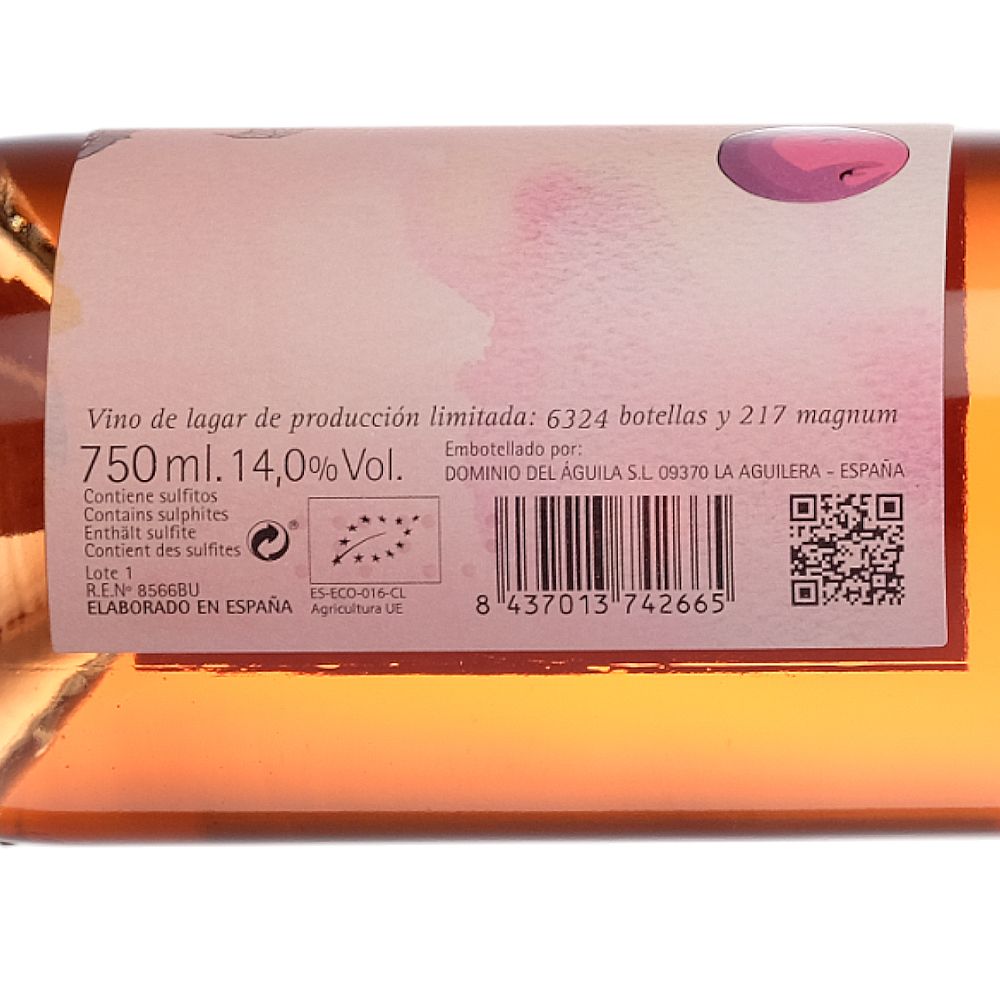 Vino de lagar de producción limitada: 6324 botellas y 217 magnum
750 ml. 14,0% Vol.
Embotellado por:
DOMINIO DEL ÁGUILA S.L. 09370 LA AGUILERA - ESPAÑA
Contiene sulfitos
Contains sulphites
Enthält sulfite
Contient des sulfites
®
Lote 1
R.E.Nº 8566BU
ELABORADO EN ESPAÑA
ES-ECO-016-CL
Agricultura UE
8 437013 742665